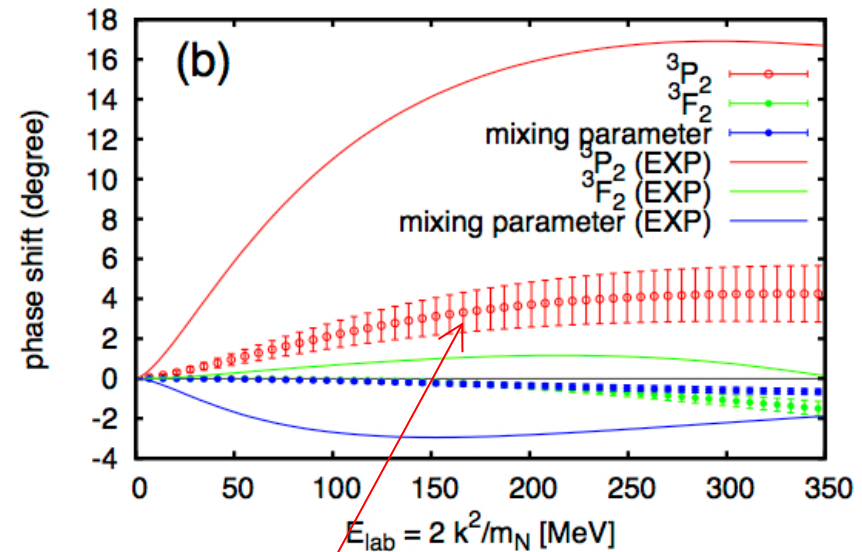 (b)
³P₂
³F₂
mixing parameter
³P₂ (EXP)
³F₂ (EXP)
mixing parameter (EXP)
phase shift (degree)
18
16
14
12
10
8
6
4
2
0
-2
-4
0 50 100 150 200 250 300 350
E_lab = 2 k²/m_N [MeV]